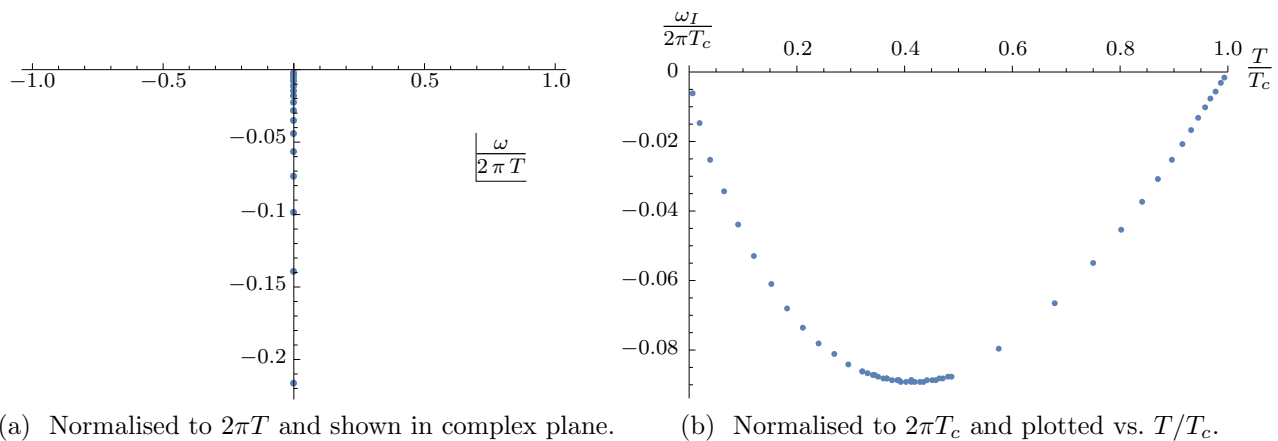 −1.0
−0.5
0.5
1.0
−0.05
−0.1
−0.15
−0.2
ω
2 π T
ω_I
2πT_c
0.2
0.4
0.6
0.8
1.0
T
T_c
0
−0.02
−0.04
−0.06
−0.08
a) Normalised to 2πT and shown in complex plane.
(b) Normalised to 2πT_c and plotted vs. T/T_c.